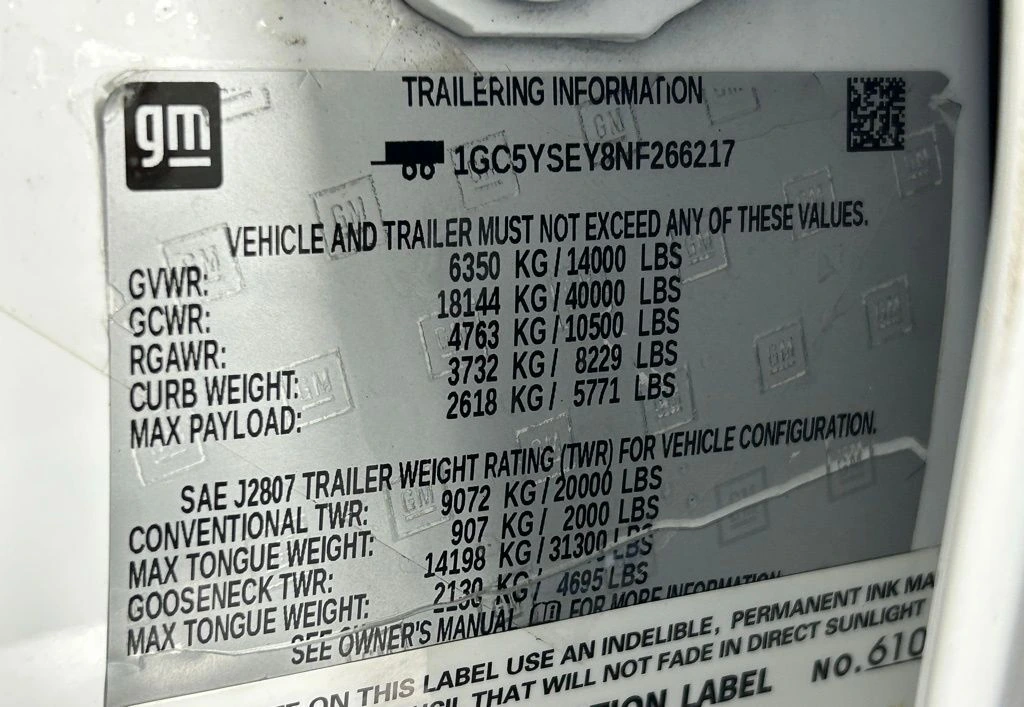 gm
TRAILERING INFORMATION
1GC5YSEY8NF266217
VEHICLE AND TRAILER MUST NOT EXCEED ANY OF THESE VALUES.
GVWR: 6350 KG/14000 LBS
GCWR: 18144 KG/40000 LBS
RGAWR: 4763 KG/10500 LBS
CURB WEIGHT: 3732 KG/ 8229 LBS
MAX PAYLOAD: 2618 KG/ 5771 LBS
SAE J2807 TRAILER WEIGHT RATING (TWR) FOR VEHICLE CONFIGURATION.
CONVENTIONAL TWR: 9072 KG/20000 LBS
MAX TONGUE WEIGHT: 907 KG/ 2000 LBS
GOOSENECK TWR: 14198 KG/31300 LBS
MAX TONGUE WEIGHT: 2130 KG/ 4695 LBS
SEE OWNER'S MANUAL FOR MORE INFORMATION
ON THIS LABEL USE AN INDELIBLE, PERMANENT INK
THAT WILL NOT FADE IN DIRECT SUNLIGHT
LABEL NO. 610